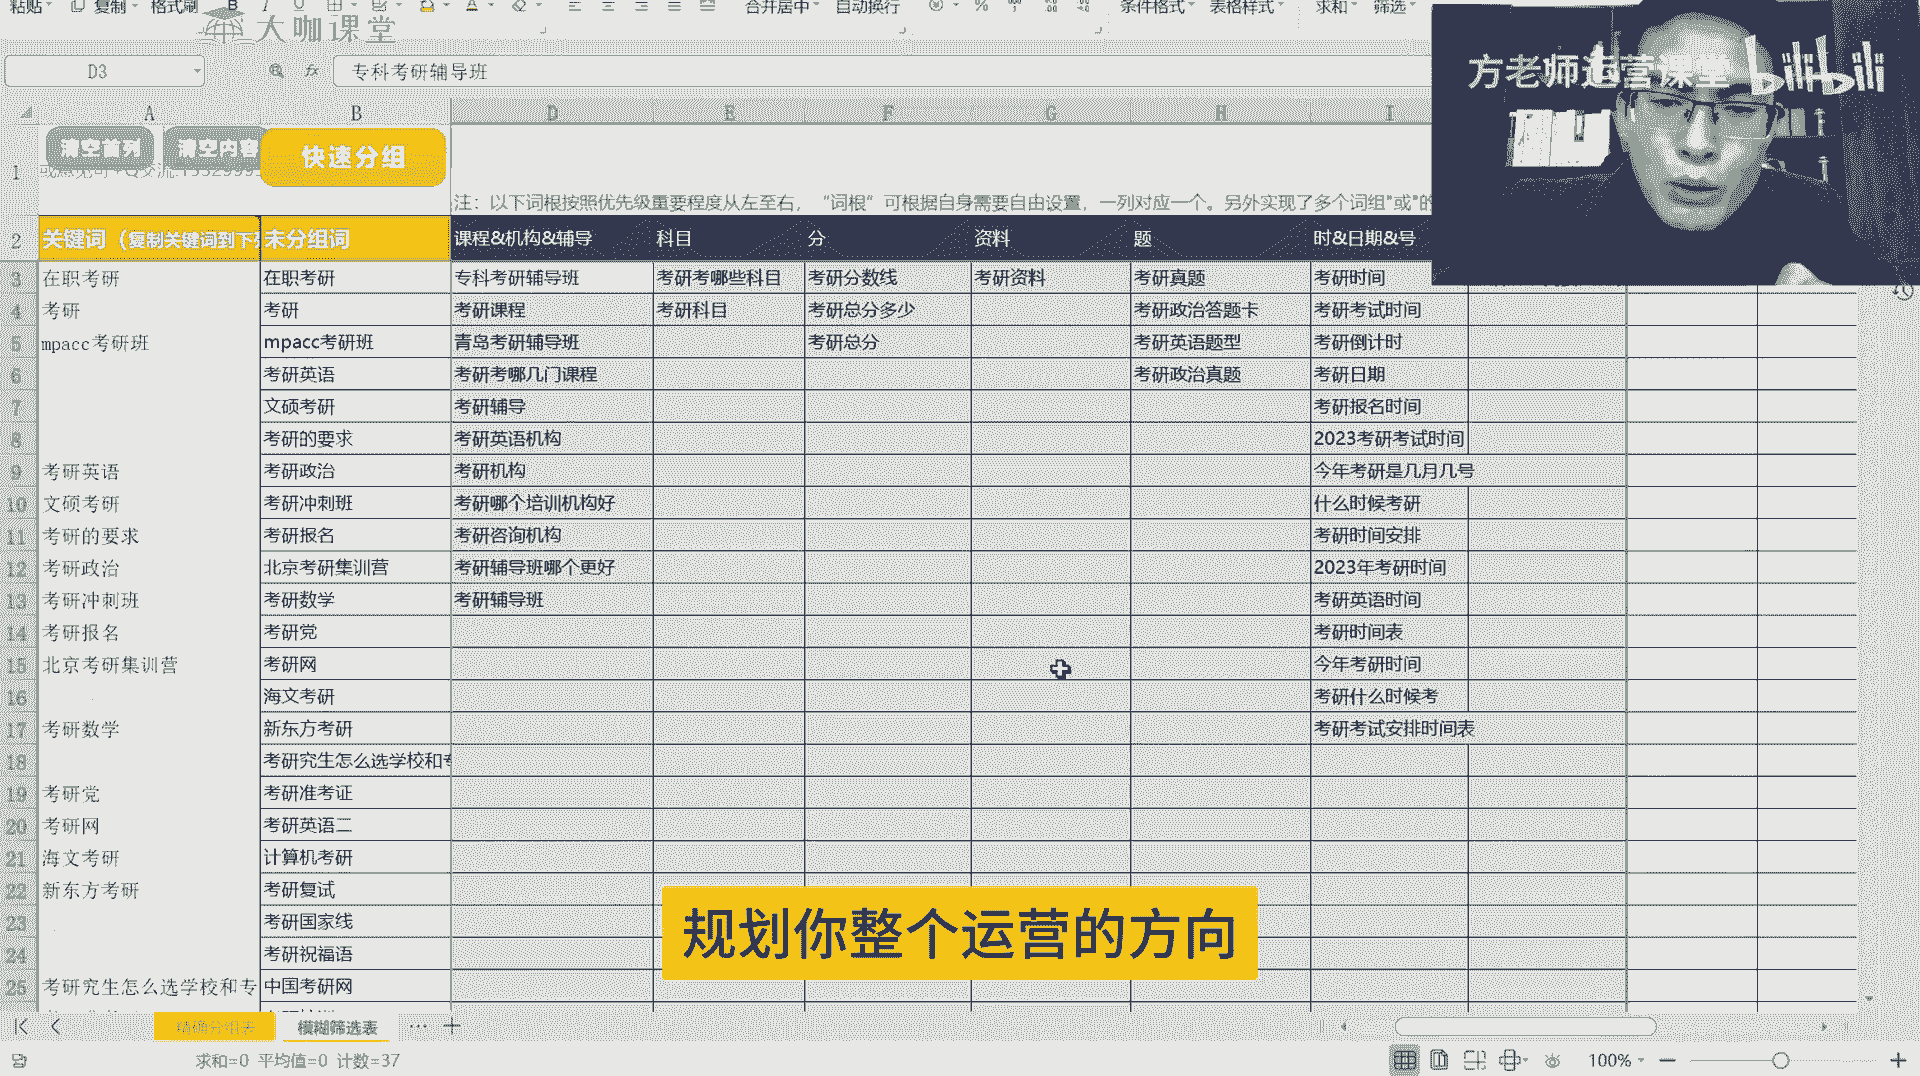 粘贴 复制 格式刷 B I U A 合并居中 自动换行 % 条件格式 表格样式 求和 筛选
大咖课堂
方老师运营课堂 bilibili
D3 fx 专科考研辅导班
A B D E F G H I
清空首列 清空内容 快速分组
1
注：以下词根按照优先级重要程度从左至右，“词根”可根据自身需要自由设置，一列对应一个。另外实现了多个词组"或"的
2 关键词（复制关键词到下列 未分组词 课程&机构&辅导 科目 分 资料 题 时&日期&号
3 在职考研 在职考研 专科考研辅导班 考研考哪些科目 考研分数线 考研资料 考研真题 考研时间
4 考研 考研 考研课程 考研科目 考研总分多少 考研政治答题卡 考研考试时间
5 mpacc考研班 mpacc考研班 青岛考研辅导班 考研总分 考研英语题型 考研倒计时
6 考研英语 考研考哪几门课程 考研政治真题 考研日期
7 文硕考研 考研辅导 考研报名时间
8 考研的要求 考研英语机构 2023考研考试时间
9 考研英语 考研政治 考研机构 今年考研是几月几号
10 文硕考研 考研冲刺班 考研哪个培训机构好 什么时候考研
11 考研的要求 考研报名 考研咨询机构 考研时间安排
12 考研政治 北京考研集训营 考研辅导班哪个更好 2023年考研时间
13 考研冲刺班 考研数学 考研辅导班 考研英语时间
14 考研报名 考研党 考研时间表
15 北京考研集训营 考研网 今年考研时间
16 海文考研 考研什么时候考
17 考研数学 新东方考研 考研考试安排时间表
18 考研究生怎么选学校和专
19 考研党 考研准考证
20 考研网 考研英语二
21 海文考研 计算机考研
22 新东方考研 考研复试
23 考研国家线
24 考研祝福语
25 考研究生怎么选学校和专 中国考研网
规划你整个运营的方向
精确分组表 模糊筛选表 ··· +
求和=0 平均值=0 计数=37 100%